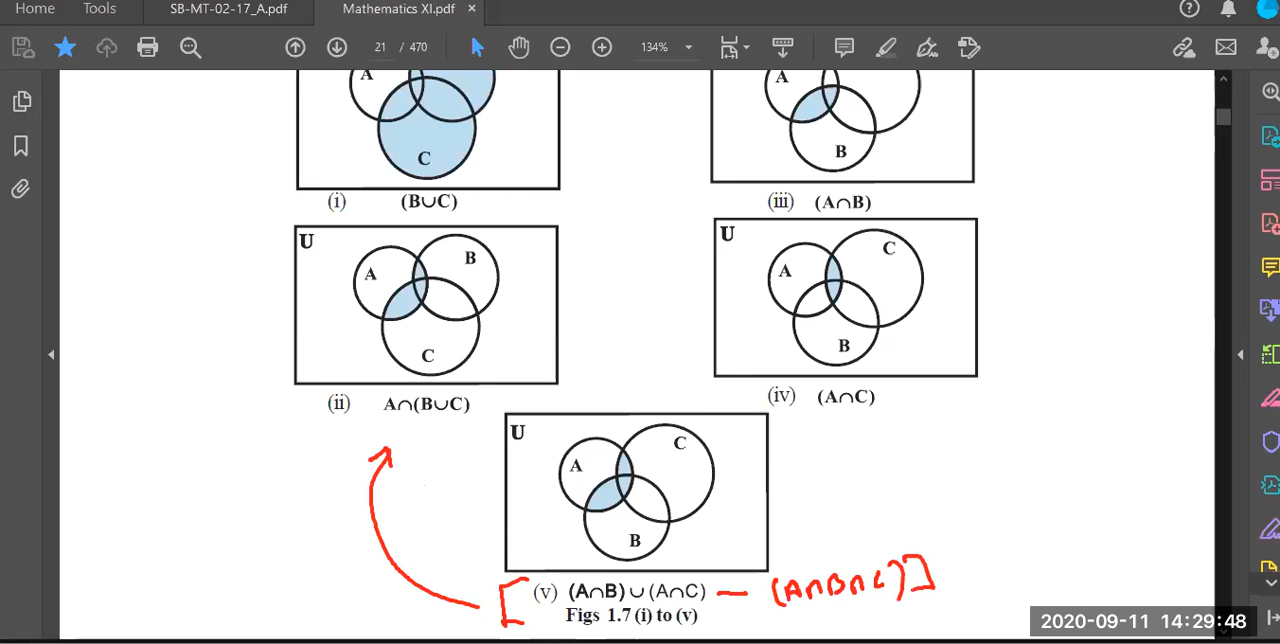 Home Tools SB-MT-02-17_A.pdf Mathematics XI.pdf ×
21 / 470 134%
A
C
(i) (B∪C)
A
B
(iii) (A∩B)
U
A
B
C
(ii) A∩(B∪C)
U
A
C
B
(iv) (A∩C)
U
A
C
B
[(v) (A∩B) ∪ (A∩C) — (A∩B∩C)]
Figs 1.7 (i) to (v)
2020-09-11 14:29:48